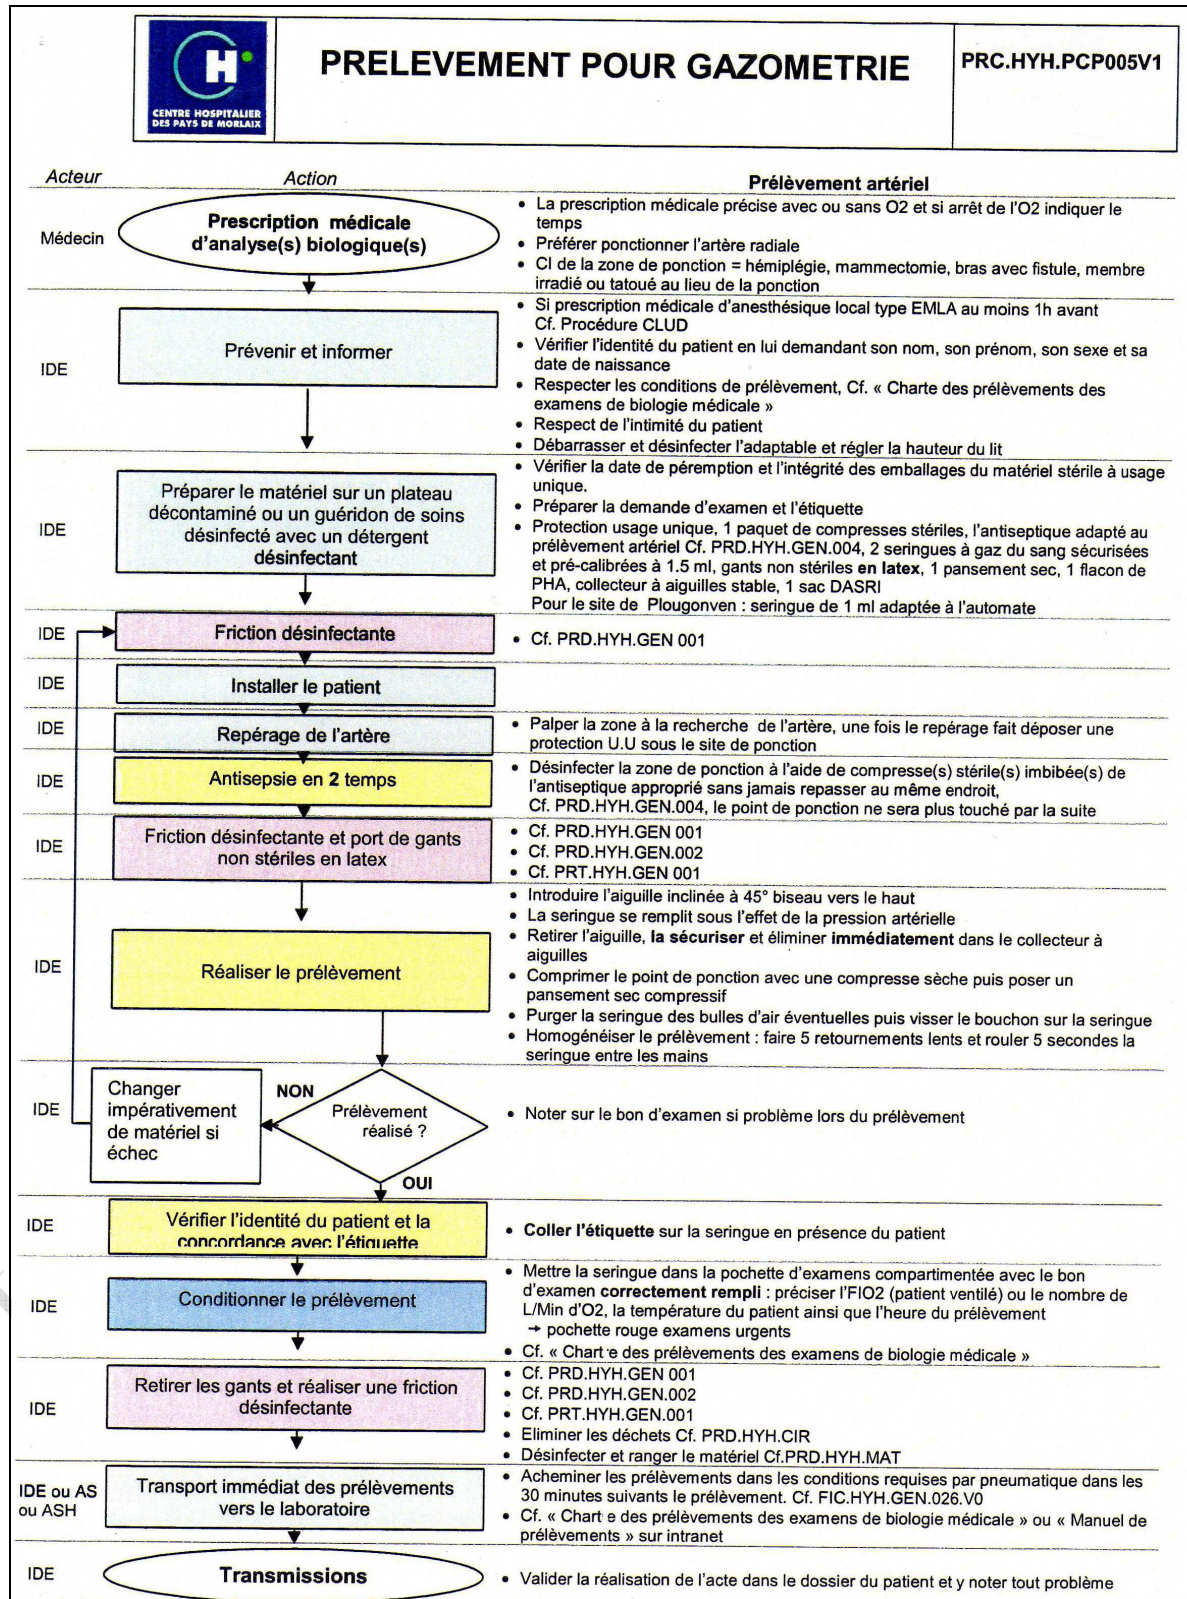 CENTRE HOSPITALIER
DES PAYS DE MORLAIX
PRELEVEMENT POUR GAZOMETRIE
PRC.HYH.PCP005V1
Acteur
Action
Prélèvement artériel
Médecin
Prescription médicale
d'analyse(s) biologique(s)
• La prescription médicale précise avec ou sans O2 et si arrêt de l'O2 indiquer le
temps
• Préférer ponctionner l'artère radiale
• CI de la zone de ponction = hémiplégie, mammectomie, bras avec fistule, membre
irradié ou tatoué au lieu de la ponction
IDE
Prévenir et informer
• Si prescription médicale d'anesthésique local type EMLA au moins 1h avant
Cf. Procédure CLUD
• Vérifier l'identité du patient en lui demandant son nom, son prénom, son sexe et sa
date de naissance
• Respecter les conditions de prélèvement, Cf. « Charte des prélèvements des
examens de biologie médicale »
• Respect de l'intimité du patient
• Débarrasser et désinfecter l'adaptable et régler la hauteur du lit
IDE
Préparer le matériel sur un plateau
décontaminé ou un guéridon de soins
désinfecté avec un détergent
désinfectant
• Vérifier la date de péremption et l'intégrité des emballages du matériel stérile à usage
unique.
• Préparer la demande d'examen et l'étiquette
• Protection usage unique, 1 paquet de compresses stériles, l'antiseptique adapté au
prélèvement artériel Cf. PRD.HYH.GEN.004, 2 seringues à gaz du sang sécurisées
et pré-calibrées à 1.5 ml, gants non stériles en latex, 1 pansement sec, 1 flacon de
PHA, collecteur à aiguilles stable, 1 sac DASRI
Pour le site de Plougonven : seringue de 1 ml adaptée à l'automate
IDE
Friction désinfectante
• Cf. PRD.HYH.GEN 001
IDE
Installer le patient
IDE
Repérage de l'artère
• Palper la zone à la recherche de l'artère, une fois le repérage fait déposer une
protection U.U sous le site de ponction
IDE
Antisepsie en 2 temps
• Désinfecter la zone de ponction à l'aide de compresse(s) stérile(s) imbibée(s) de
l'antiseptique approprié sans jamais repasser au même endroit,
Cf. PRD.HYH.GEN.004, le point de ponction ne sera plus touché par la suite
IDE
Friction désinfectante et port de gants
non stériles en latex
• Cf. PRD.HYH.GEN 001
• Cf. PRD.HYH.GEN.002
• Cf. PRT.HYH.GEN 001
IDE
Réaliser le prélèvement
• Introduire l'aiguille inclinée à 45° biseau vers le haut
• La seringue se remplit sous l'effet de la pression artérielle
• Retirer l'aiguille, la sécuriser et éliminer immédiatement dans le collecteur à
aiguilles
• Comprimer le point de ponction avec une compresse sèche puis poser un
pansement sec compressif
• Purger la seringue des bulles d'air éventuelles puis visser le bouchon sur la seringue
• Homogénéiser le prélèvement : faire 5 retournements lents et rouler 5 secondes la
seringue entre les mains
IDE
Changer
impérativement
de matériel si
échec
NON
Prélèvement
réalisé ?
OUI
• Noter sur le bon d'examen si problème lors du prélèvement
IDE
Vérifier l'identité du patient et la
concordance avec l'étiquette
• Coller l'étiquette sur la seringue en présence du patient
IDE
Conditionner le prélèvement
• Mettre la seringue dans la pochette d'examens compartimentée avec le bon
d'examen correctement rempli : préciser l'FIO2 (patient ventilé) ou le nombre de
L/Min d'O2, la température du patient ainsi que l'heure du prélèvement
→ pochette rouge examens urgents
• Cf. « Charte des prélèvements des examens de biologie médicale »
IDE
Retirer les gants et réaliser une friction
désinfectante
• Cf. PRD.HYH.GEN 001
• Cf. PRD.HYH.GEN.002
• Cf. PRT.HYH.GEN.001
• Eliminer les déchets Cf. PRD.HYH.CIR
• Désinfecter et ranger le matériel Cf.PRD.HYH.MAT
IDE ou AS
ou ASH
Transport immédiat des prélèvements
vers le laboratoire
• Acheminer les prélèvements dans les conditions requises par pneumatique dans les
30 minutes suivants le prélèvement. Cf. FIC.HYH.GEN.026.V0
• Cf. « Charte des prélèvements des examens de biologie médicale » ou « Manuel de
prélèvements » sur intranet
IDE
Transmissions
• Valider la réalisation de l'acte dans le dossier du patient et y noter tout problème